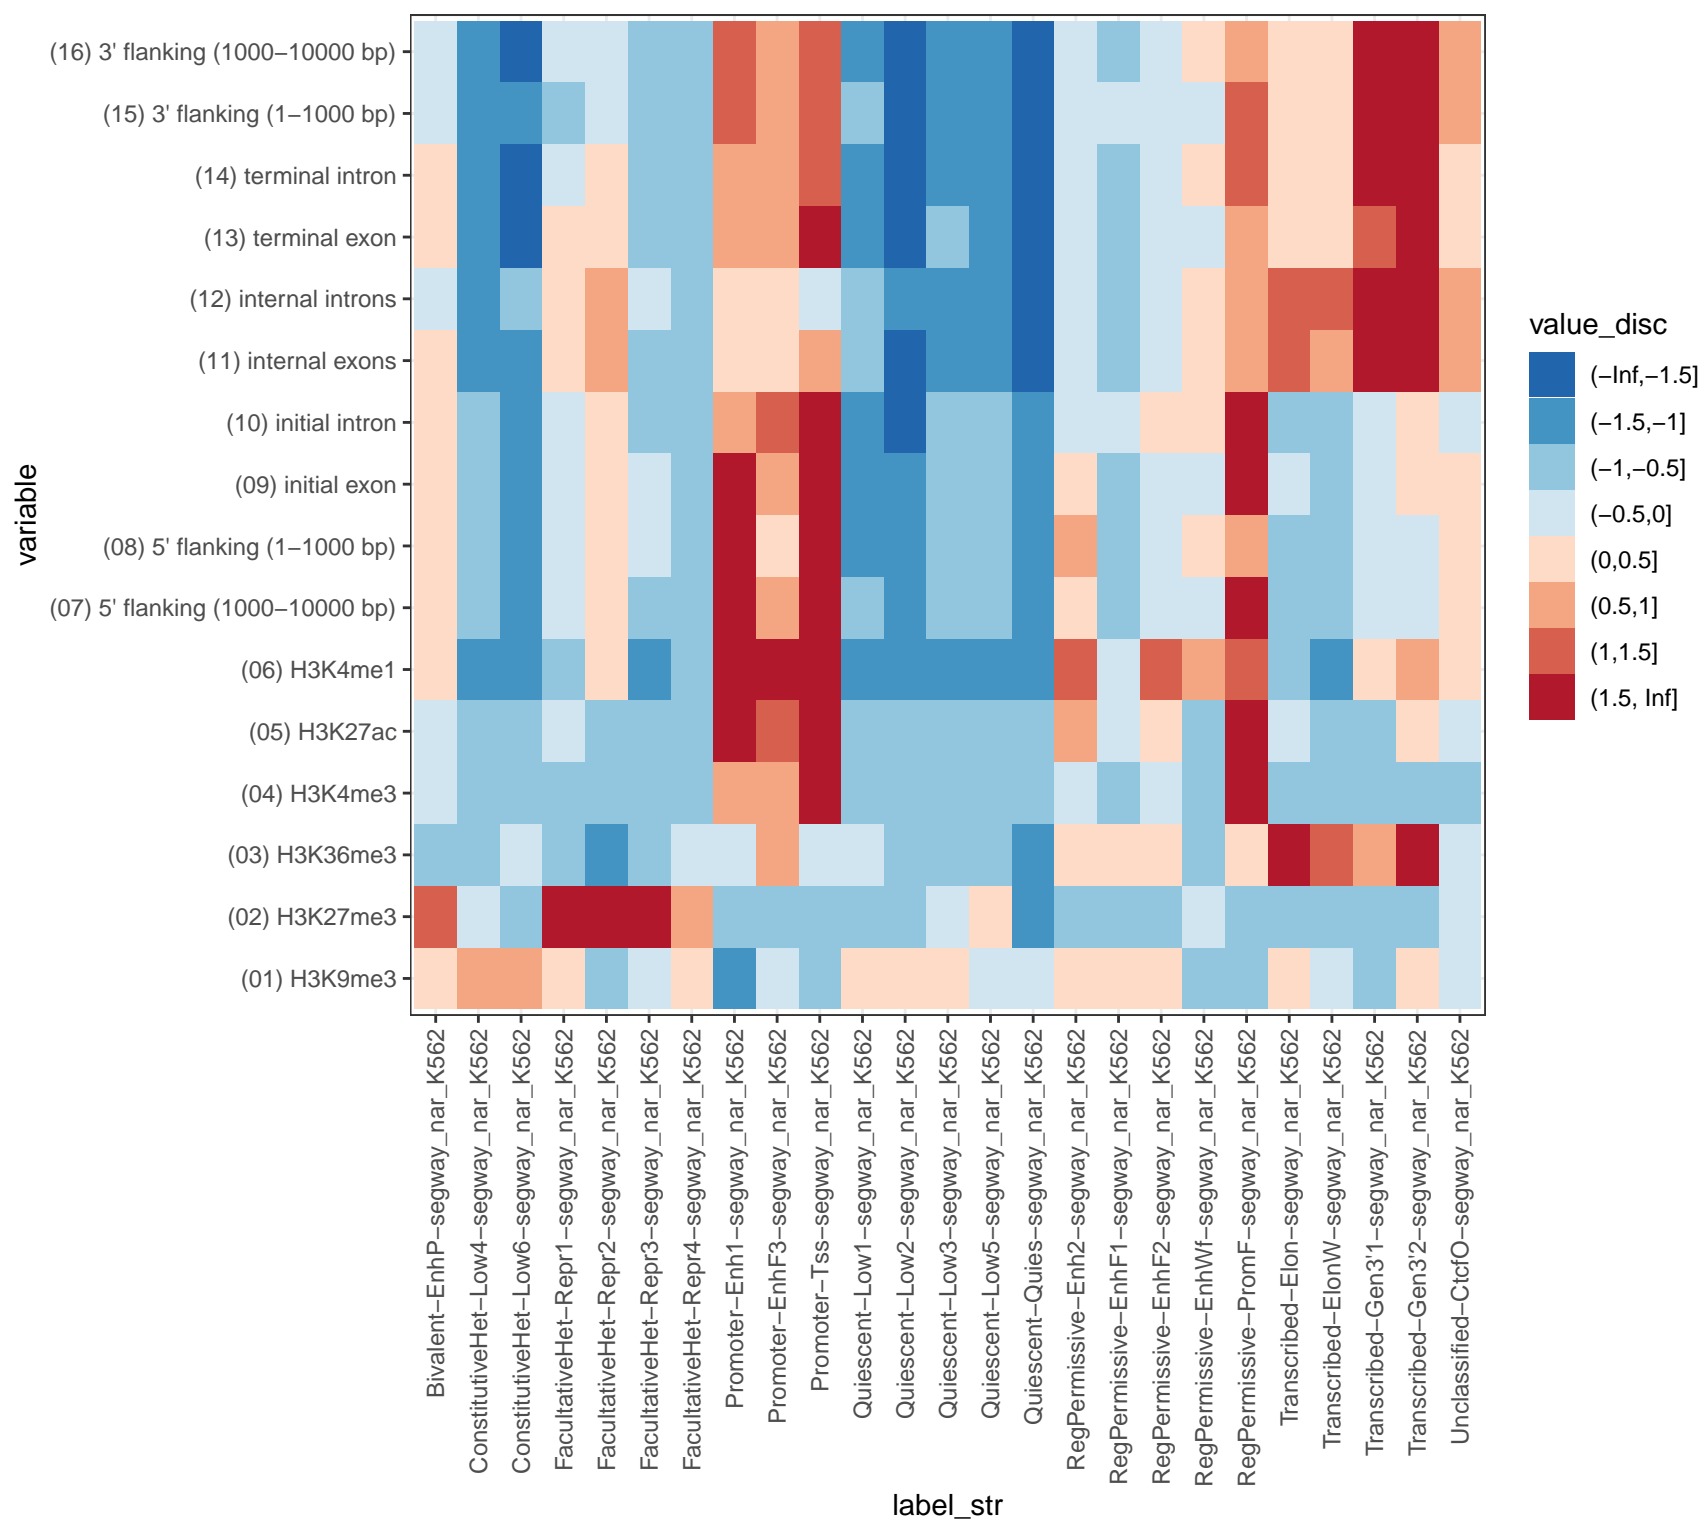 (16) 3' flanking (1000−10000 bp)
(15) 3' flanking (1−1000 bp)
(14) terminal intron
(13) terminal exon
(12) internal introns
(11) internal exons
(10) initial intron
(09) initial exon
(08) 5' flanking (1−1000 bp)
(07) 5' flanking (1000−10000 bp)
(06) H3K4me1
(05) H3K27ac
(04) H3K4me3
(03) H3K36me3
(02) H3K27me3
(01) H3K9me3
variable
Bivalent−EnhP−segway_nar_K562
ConstitutiveHet−Low4−segway_nar_K562
ConstitutiveHet−Low6−segway_nar_K562
FacultativeHet−Repr1−segway_nar_K562
FacultativeHet−Repr2−segway_nar_K562
FacultativeHet−Repr3−segway_nar_K562
FacultativeHet−Repr4−segway_nar_K562
Promoter−Enh1−segway_nar_K562
Promoter−EnhF3−segway_nar_K562
Promoter−Tss−segway_nar_K562
Quiescent−Low1−segway_nar_K562
Quiescent−Low2−segway_nar_K562
Quiescent−Low3−segway_nar_K562
Quiescent−Low5−segway_nar_K562
Quiescent−Quies−segway_nar_K562
RegPermissive−Enh2−segway_nar_K562
RegPermissive−EnhF1−segway_nar_K562
RegPermissive−EnhF2−segway_nar_K562
RegPermissive−EnhWf−segway_nar_K562
RegPermissive−PromF−segway_nar_K562
Transcribed−Elon−segway_nar_K562
Transcribed−ElonW−segway_nar_K562
Transcribed−Gen3'1−segway_nar_K562
Transcribed−Gen3'2−segway_nar_K562
Unclassified−CtcfO−segway_nar_K562
label_str
value_disc
(−Inf,−1.5]
(−1.5,−1]
(−1,−0.5]
(−0.5,0]
(0,0.5]
(0.5,1]
(1,1.5]
(1.5, Inf]